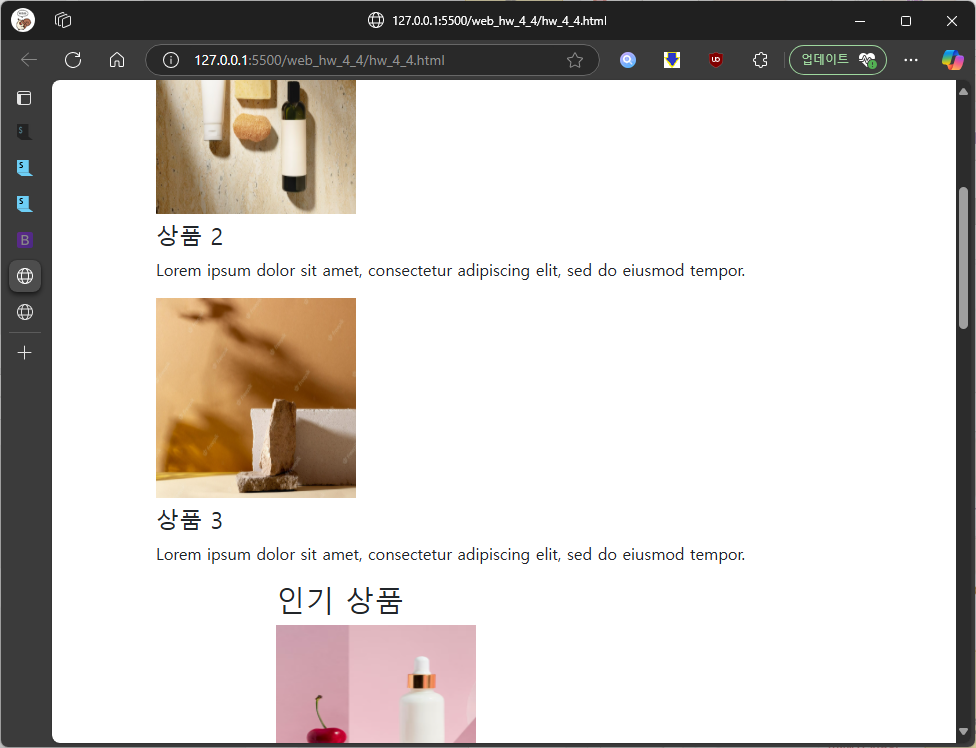 127.0.0.1:5500/web_hw_4_4/hw_4_4.html
127.0.0.1:5500/web_hw_4_4/hw_4_4.html
업데이트
상품 2
Lorem ipsum dolor sit amet, consectetur adipiscing elit, sed do eiusmod tempor.
상품 3
Lorem ipsum dolor sit amet, consectetur adipiscing elit, sed do eiusmod tempor.
인기 상품